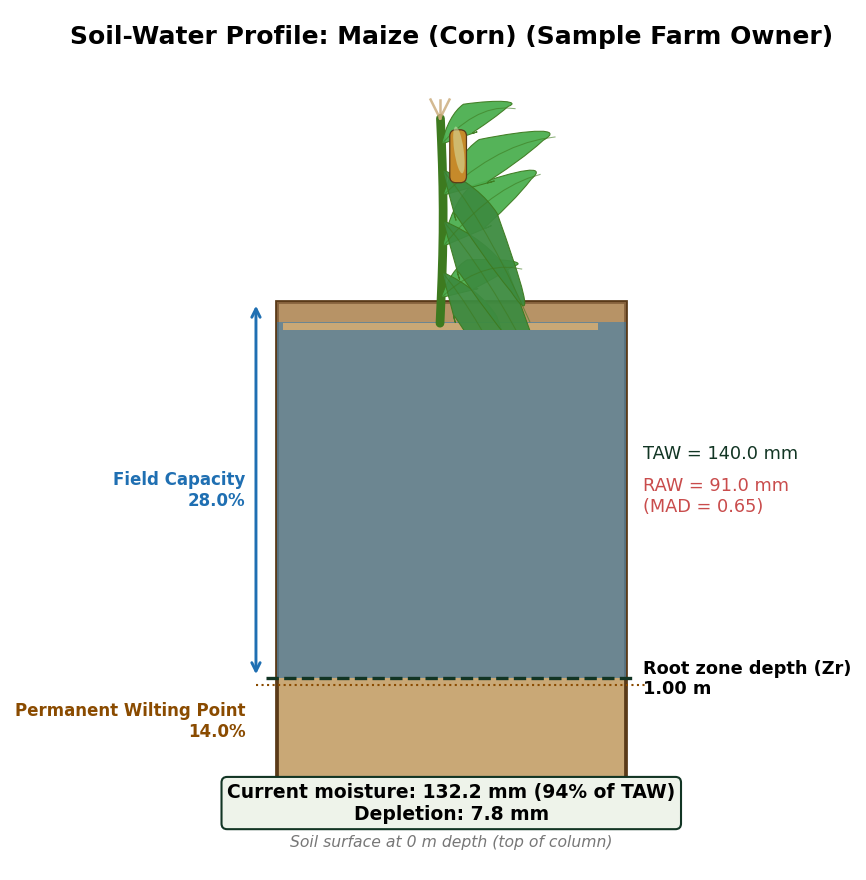 Soil-Water Profile: Maize (Corn) (Sample Farm Owner)
TAW = 140.0 mm
Field Capacity
28.0%
RAW = 91.0 mm
(MAD = 0.65)
Root zone depth (Zr)
1.00 m
Permanent Wilting Point
14.0%
Current moisture: 132.2 mm (94% of TAW)
Depletion: 7.8 mm
Soil surface at 0 m depth (top of column)